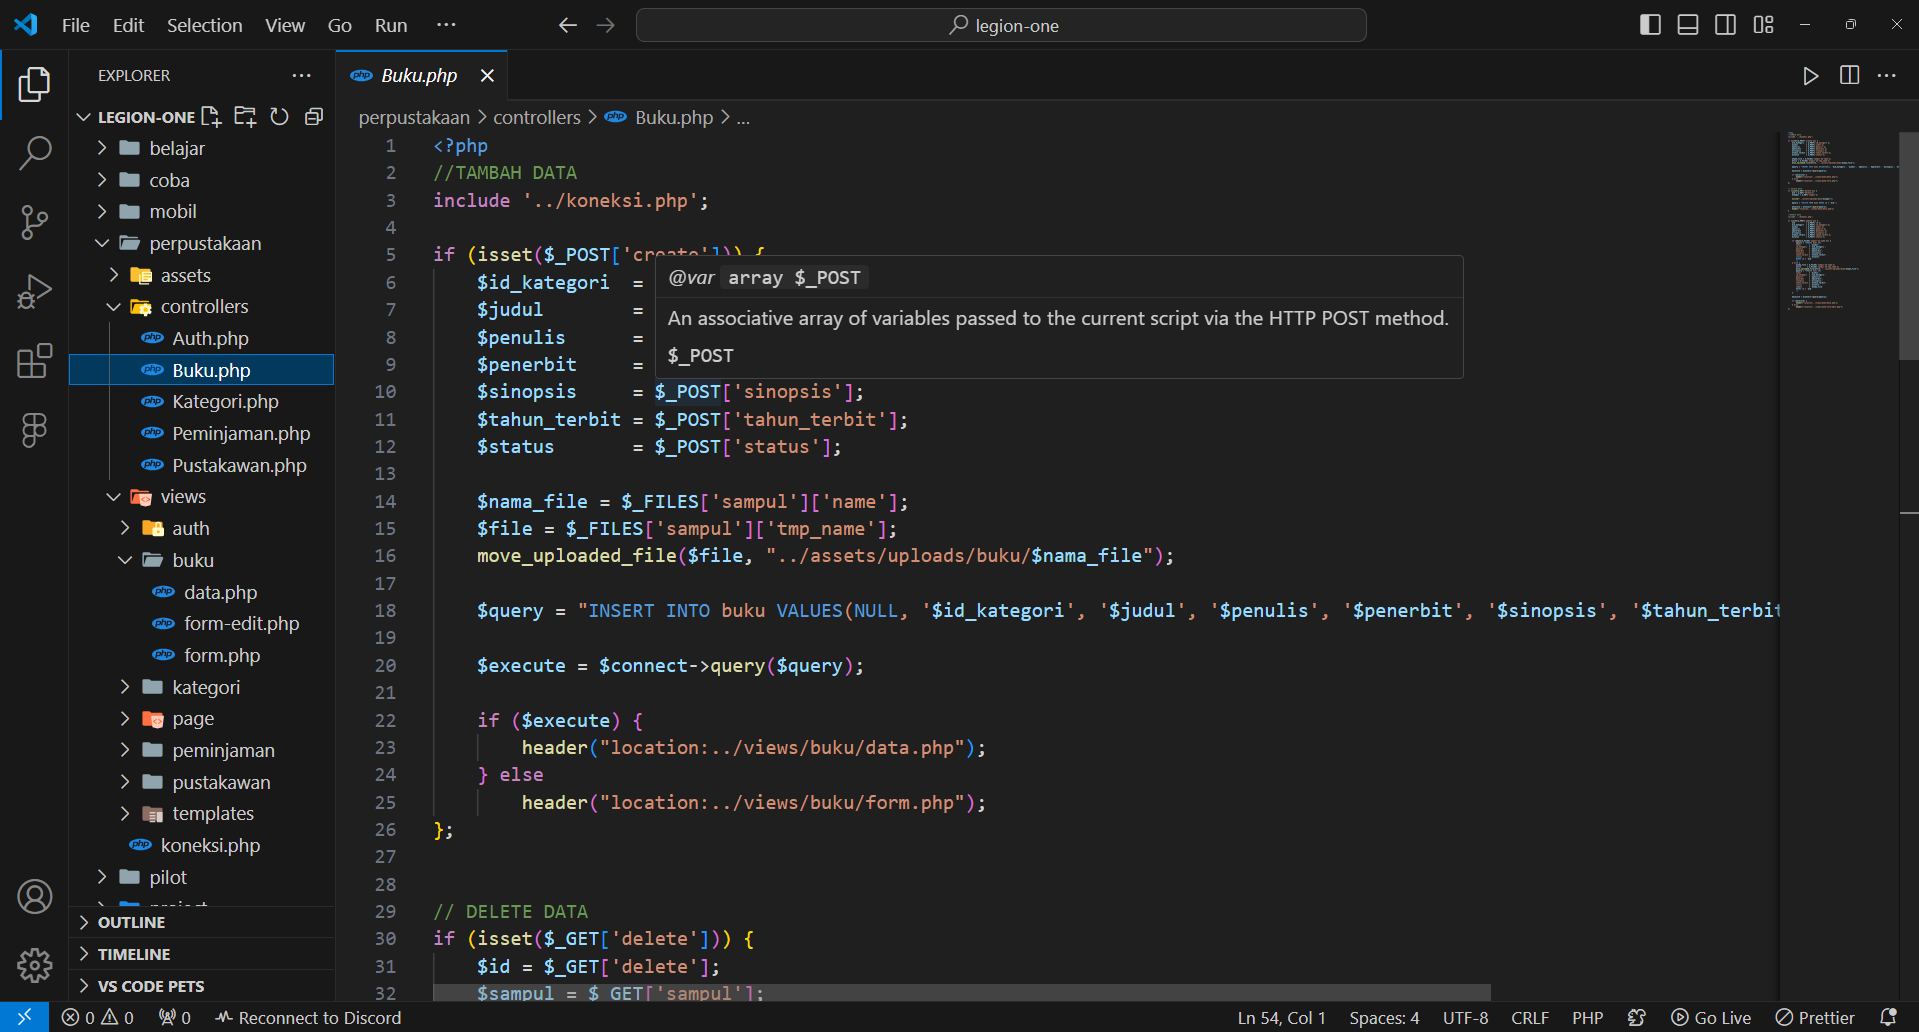 File Edit Selection View Go Run ···
legion-one
EXPLORER
LEGION-ONE
belajar
coba
mobil
perpustakaan
assets
controllers
Auth.php
Buku.php
Kategori.php
Peminjaman.php
Pustakawan.php
views
auth
buku
data.php
form-edit.php
form.php
kategori
page
peminjaman
pustakawan
templates
koneksi.php
pilot
OUTLINE
TIMELINE
VS CODE PETS
php Buku.php
perpustakaan > controllers > php Buku.php > ...
1 <?php
2 //TAMBAH DATA
3 include '../koneksi.php';
4
5 if (isset($_POST['create'])) {
6 $id_kategori =
7 $judul =
8 $penulis =
9 $penerbit =
@var array $_POST
An associative array of variables passed to the current script via the HTTP POST method.
$_POST
10 $sinopsis = $_POST['sinopsis'];
11 $tahun_terbit = $_POST['tahun_terbit'];
12 $status = $_POST['status'];
13
14 $nama_file = $_FILES['sampul']['name'];
15 $file = $_FILES['sampul']['tmp_name'];
16 move_uploaded_file($file, "../assets/uploads/buku/$nama_file");
17
18 $query = "INSERT INTO buku VALUES(NULL, '$id_kategori', '$judul', '$penulis', '$penerbit', '$sinopsis', '$tahun_terbit
19
20 $execute = $connect->query($query);
21
22 if ($execute) {
23 header("location:../views/buku/data.php");
24 } else
25 header("location:../views/buku/form.php");
26 };
27
28
29 // DELETE DATA
30 if (isset($_GET['delete'])) {
31 $id = $_GET['delete'];
32 $sampul = $_GET['sampul'];
0 0 0 Reconnect to Discord Ln 54, Col 1 Spaces: 4 UTF-8 CRLF PHP Go Live Prettier